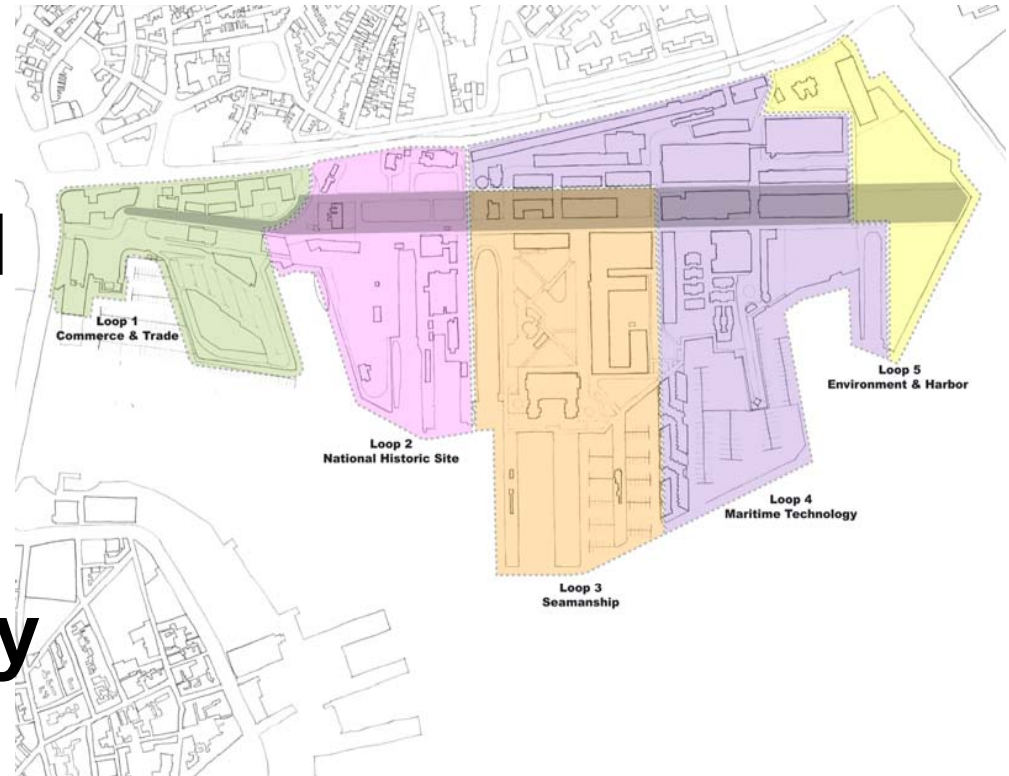 Loop 1
Commerce & Trade
Loop 2
National Historic Site
Loop 3
Seamanship
Loop 4
Maritime Technology
Loop 5
Environment & Harbor
y